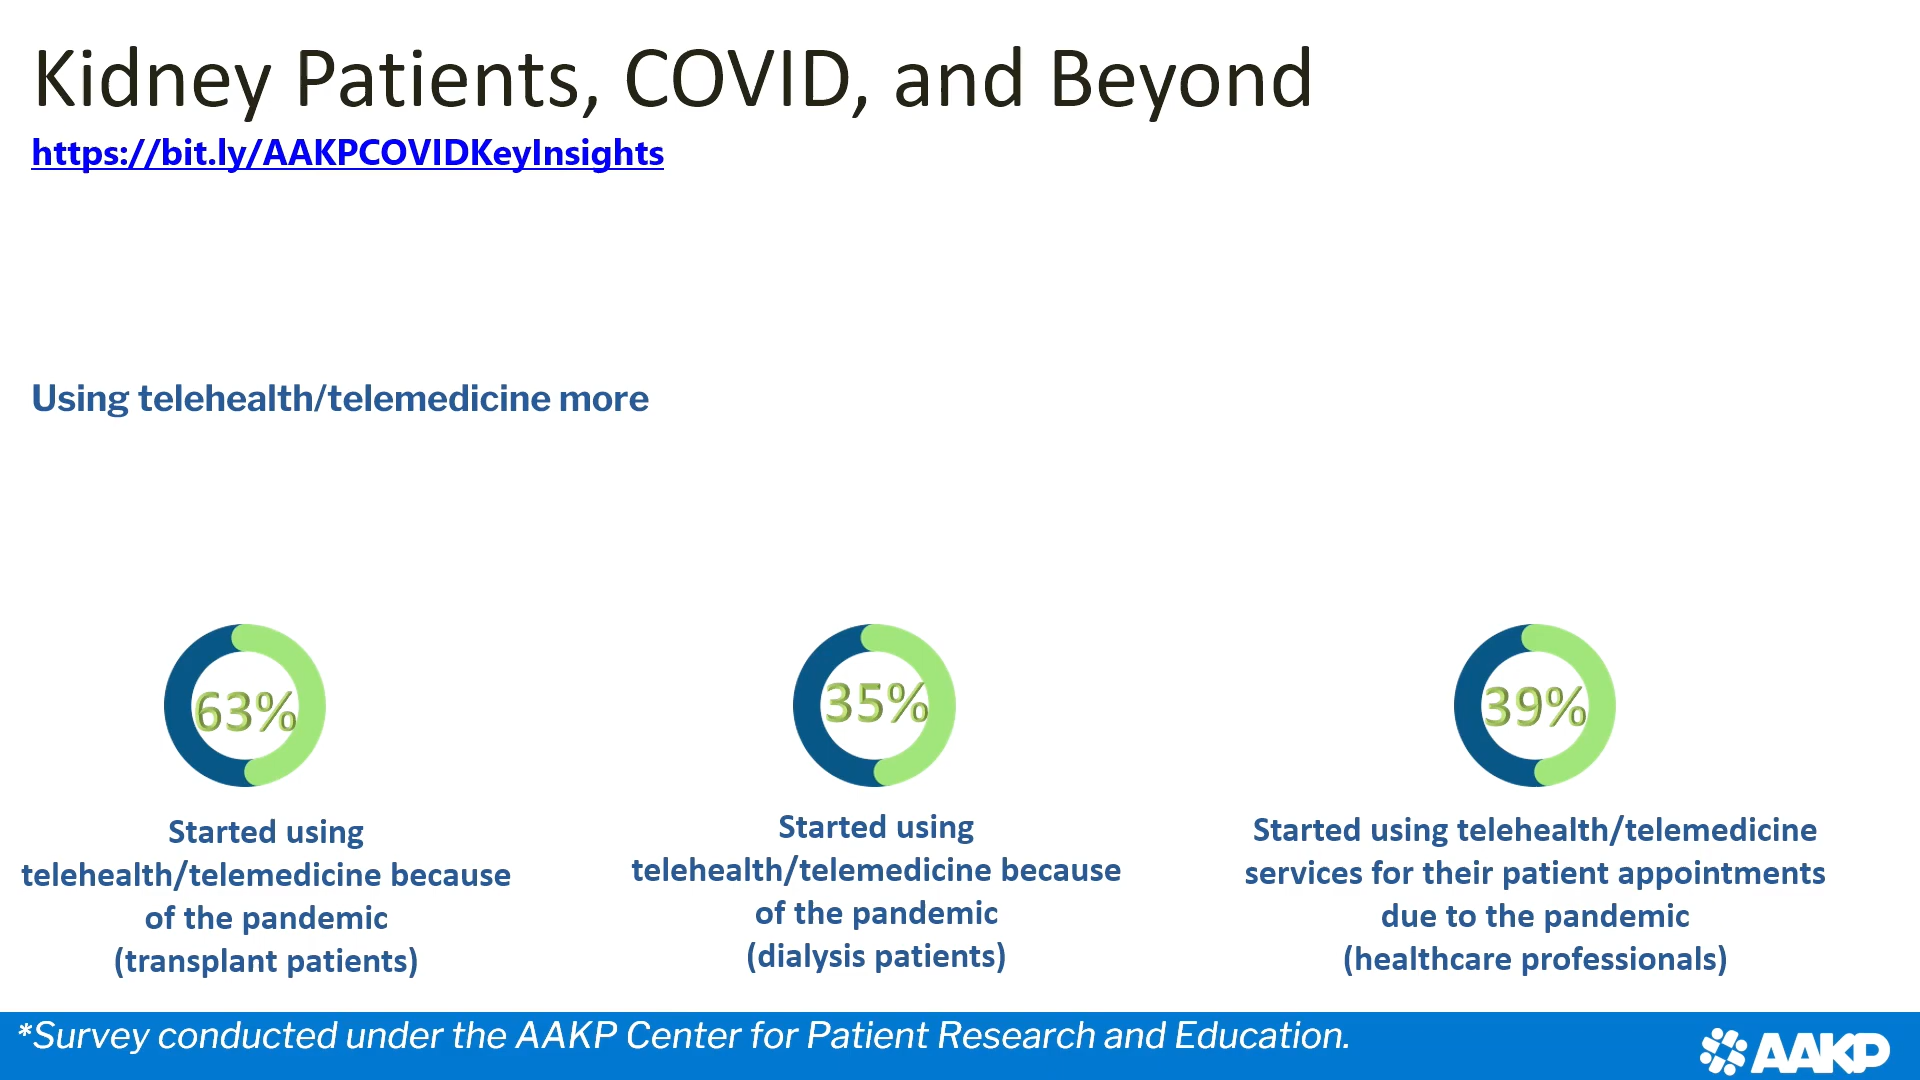 Kidney Patients, COVID, and Beyond
https://bit.ly/AAKPCOVIDKeyInsights
Using telehealth/telemedicine more
63%
Started using
telehealth/telemedicine because
of the pandemic
(transplant patients)
35%
Started using
telehealth/telemedicine because
of the pandemic
(dialysis patients)
39%
Started using telehealth/telemedicine
services for their patient appointments
due to the pandemic
(healthcare professionals)
*Survey conducted under the AAKP Center for Patient Research and Education.
AAKP